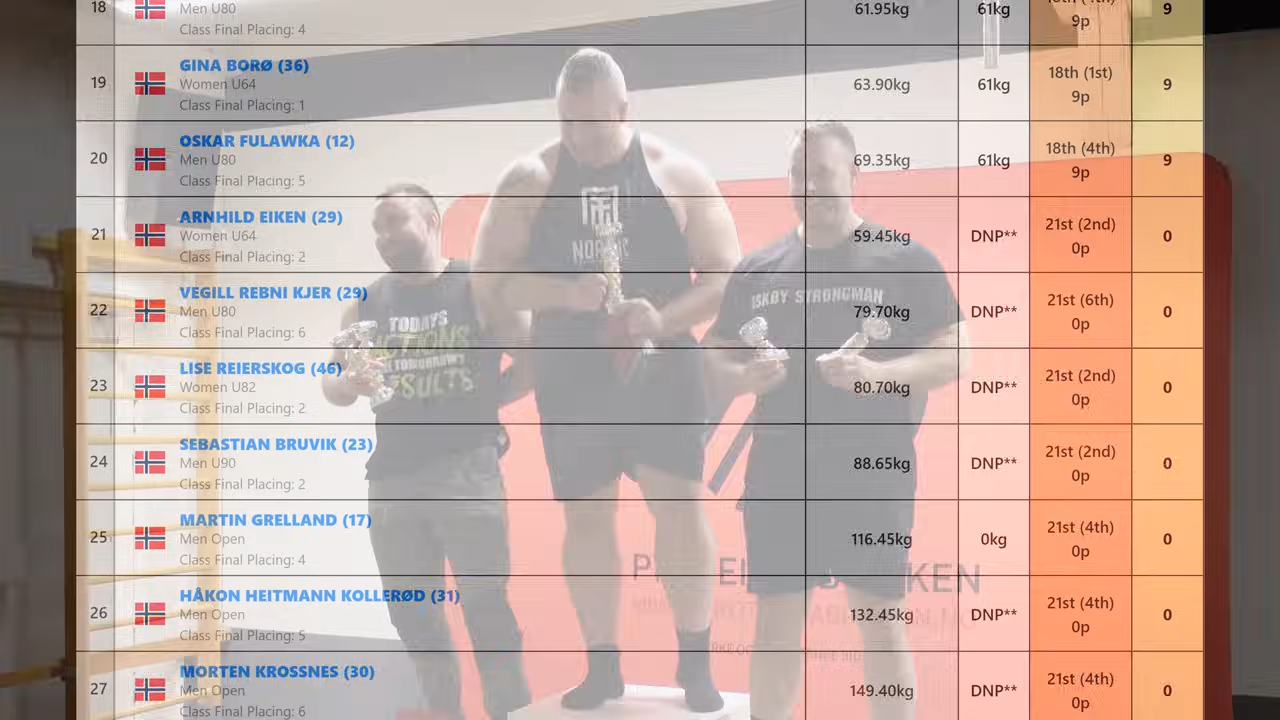 18 Men U80 61.95kg 61kg 9
Class Final Placing: 4 9p
GINA BORØ (36)
19 Women U64 63.90kg 61kg 18th (1st) 9
Class Final Placing: 1 9p
OSKAR FULAWKA (12)
20 Men U80 69.35kg 61kg 18th (4th) 9
Class Final Placing: 5 9p
ARNHILD EIKEN (29)
21 Women U64 59.45kg DNP** 21st (2nd) 0
Class Final Placing: 2 0p
VEGILL REBNI KJER (29)
22 Men U80 79.70kg DNP** 21st (6th) 0
Class Final Placing: 6 0p
LISE REIERSKOG (46)
23 Women U82 80.70kg DNP** 21st (2nd) 0
Class Final Placing: 2 0p
SEBASTIAN BRUVIK (23)
24 Men U90 88.65kg DNP** 21st (2nd) 0
Class Final Placing: 2 0p
MARTIN GRELLAND (17)
25 Men Open 116.45kg 0kg 21st (4th) 0
Class Final Placing: 4 0p
HÅKON HEITMANN KOLLERØD (31)
26 Men Open 132.45kg DNP** 21st (4th) 0
Class Final Placing: 5 0p
MORTEN KROSSNES (30)
27 Men Open 149.40kg DNP** 21st (4th) 0
Class Final Placing: 6 0p
TODAYS
STRONGMAN